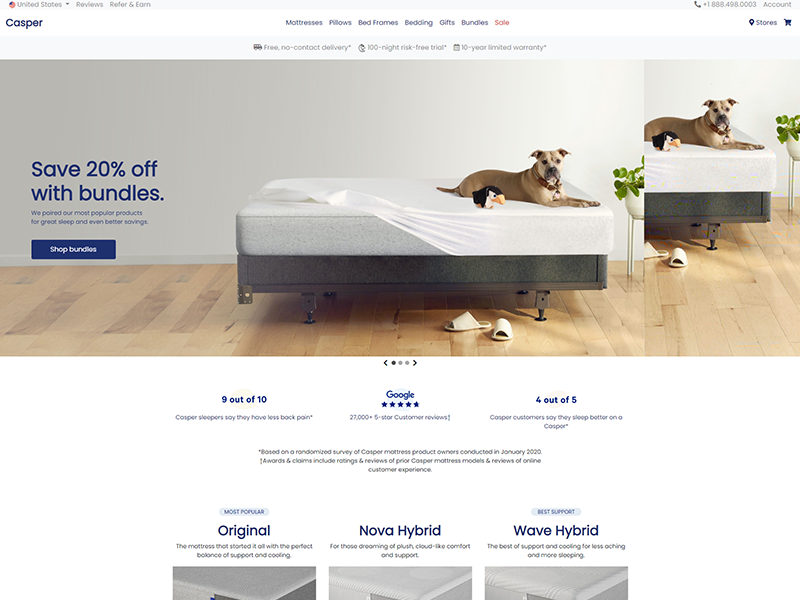 United States Reviews Refer & Earn +1 888.498.0003 Account
Casper Mattresses Pillows Bed Frames Bedding Gifts Bundles Sale Stores
Free, no-contact delivery* 100-night risk-free trial* 10-year limited warranty*
Save 20% off
with bundles.
We paired our most popular products
for great sleep and even better savings.
Shop bundles
9 out of 10
Casper sleepers say they have less back pain*
Google
27,000+ 5-star Customer reviews†
4 out of 5
Casper customers say they sleep better on a
Casper*
*Based on a randomized survey of Casper mattress product owners conducted in January 2020.
†Awards & claims include ratings & reviews of prior Casper mattress models & reviews of online
customer experience.
MOST POPULAR
Original
The mattress that started it all with the perfect
balance of support and cooling.
Nova Hybrid
For those dreaming of plush, cloud-like comfort
and support.
BEST SUPPORT
Wave Hybrid
The best of support and cooling for less aching
and more sleeping.